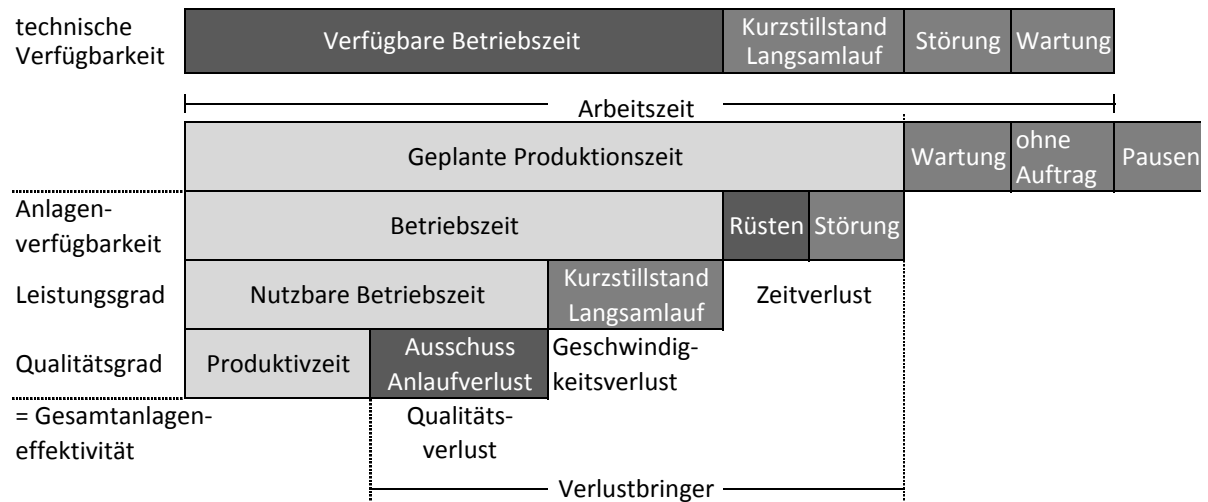 technische
Verfügbarkeit
Verfügbare Betriebszeit
Kurzstillstand
Langsamlauf
Störung
Wartung
Arbeitszeit
Geplante Produktionszeit
Wartung
ohne
Auftrag
Pausen
Anlagen-
verfügbarkeit
Betriebszeit
Rüsten
Störung
Leistungsgrad
Nutzbare Betriebszeit
Kurzstillstand
Langsamlauf
Zeitverlust
Qualitätsgrad
Produktivzeit
Ausschuss
Anlaufverlust
Geschwindig-
keitsverlust
= Gesamtanlagen-
effektivität
Qualitäts-
verlust
Verlustbringer